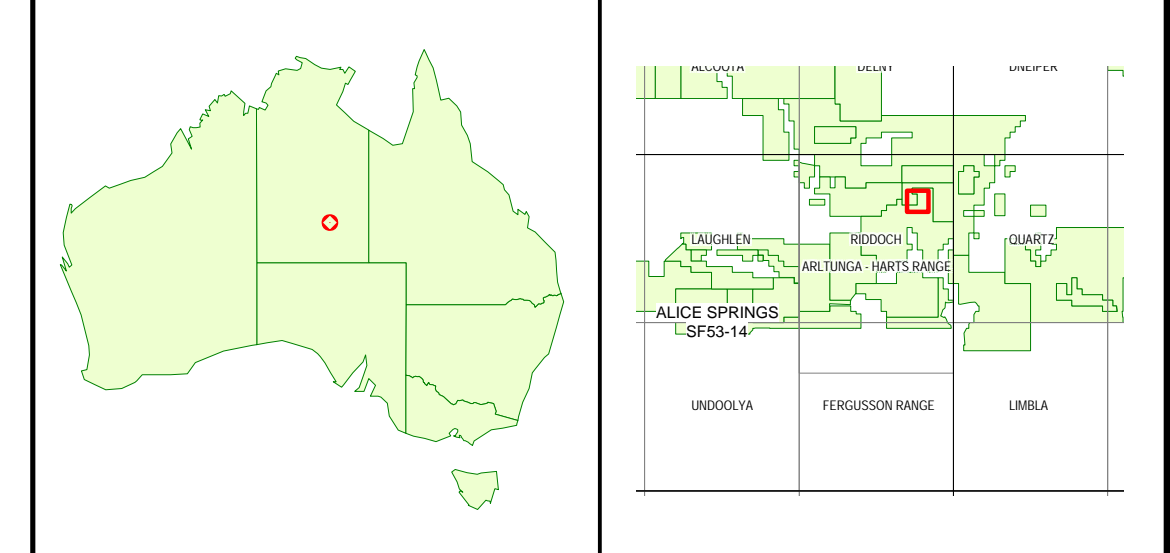 ALCOOTA
DELNY
DNEIPER
LAUGHLEN
RIDDOCH
QUARTZ
ARLTUNGA - HARTS RANGE
ALICE SPRINGS
SF53-14
UNDOOLYA
FERGUSSON RANGE
LIMBLA